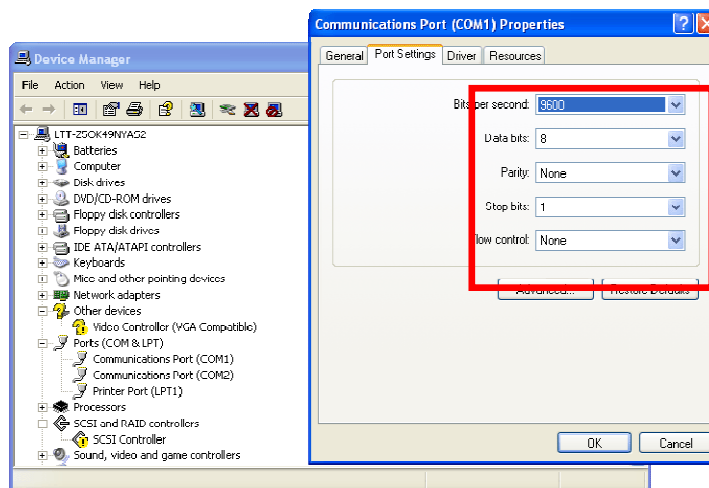 Communications Port (COM1) Properties
General Port Settings Driver Resources
Bits per second: 9600
Data bits: 8
Parity: None
Stop bits: 1
Flow control: None
Advanced... Restore Defaults
OK Cancel
Device Manager
File Action View Help
LTT-ZSOK49NYAS2
Batteries
Computer
Disk drives
DVD/CD-ROM drives
Floppy disk controllers
Floppy disk drives
IDE ATA/ATAPI controllers
Keyboards
Mice and other pointing devices
Network adapters
Other devices
Video Controller (VGA Compatible)
Ports (COM & LPT)
Communications Port (COM1)
Communications Port (COM2)
Printer Port (LPT1)
Processors
SCSI and RAID controllers
SCSI Controller
Sound, video and game controllers